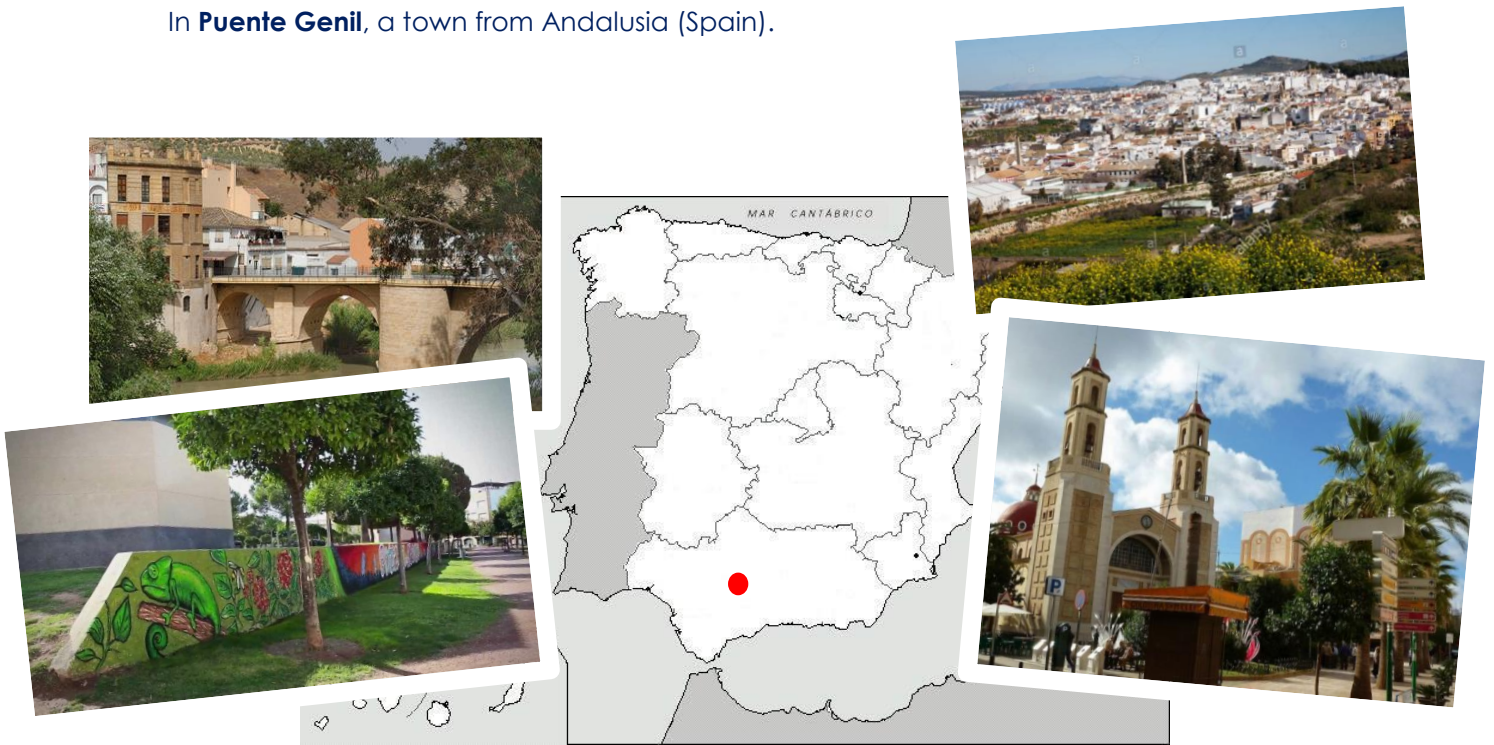 In Puente Genil, a town from Andalusia (Spain).
MAR CANTÁBRICO
P